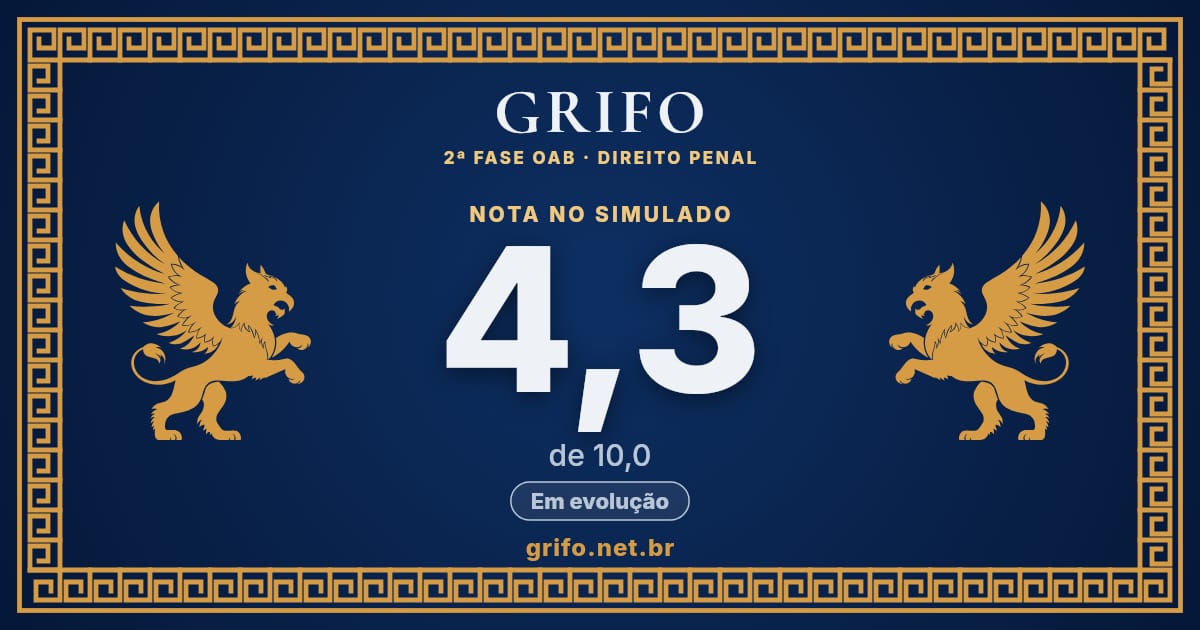 GRIFO
2ª FASE OAB · DIREITO PENAL
NOTA NO SIMULADO
4,3
de 10,0
Em evolução
grifo.net.br